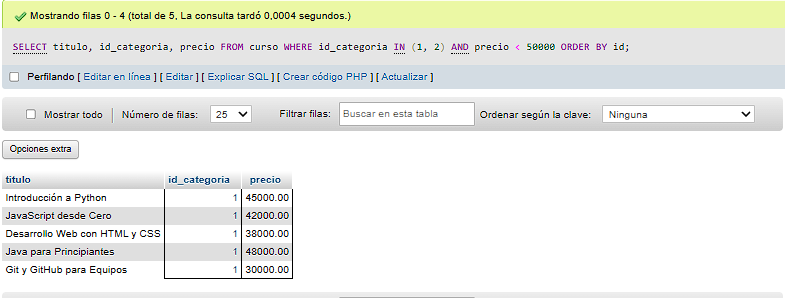 Mostrando filas 0 - 4 (total de 5, La consulta tardó 0,0004 segundos.)
SELECT titulo, id_categoria, precio FROM curso WHERE id_categoria IN (1, 2) AND precio < 50000 ORDER BY id;
Perfilando [ Editar en línea ] [ Editar ] [ Explicar SQL ] [ Crear código PHP ] [ Actualizar ]
Mostrar todo | Número de filas: 25 Filtrar filas: Buscar en esta tabla Ordenar según la clave: Ninguna
Opciones extra
titulo id_categoria precio
Introducción a Python 1 45000.00
JavaScript desde Cero 1 42000.00
Desarrollo Web con HTML y CSS 1 38000.00
Java para Principiantes 1 48000.00
Git y GitHub para Equipos 1 30000.00